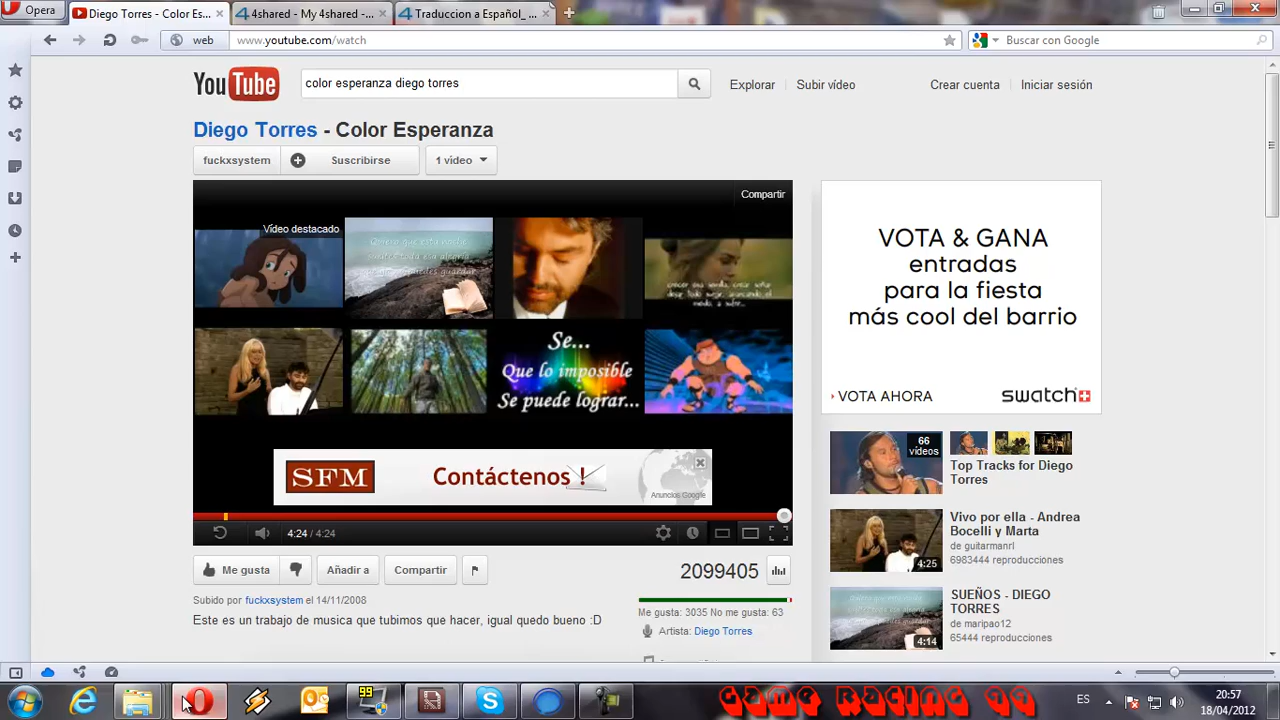 Opera
Diego Torres - Color Es...
4shared - My 4shared -...
Traduccion a Español_ ...
web
www.youtube.com/watch
Buscar con Google
YouTube
color esperanza diego torres
Explorar
Subir vídeo
Crear cuenta
Iniciar sesión
Diego Torres - Color Esperanza
fuckxsystem
Suscribirse
1 vídeo
Compartir
Vídeo destacado
Quiero que esta noche
Se...
Que lo imposible
Se puede lograr...
SFM
Contáctenos !
Anuncios Google
4:24 / 4:24
Me gusta
Añadir a
Compartir
2099405
Subido por fuckxsystem el 14/11/2008
Este es un trabajo de musica que tubimos que hacer, igual quedo bueno :D
Me gusta: 3035 No me gusta: 63
Artista: Diego Torres
VOTA & GANA
entradas
para la fiesta
más cool del barrio
VOTA AHORA
swatch
66
vídeos
Top Tracks for Diego
Torres
Vivo por ella - Andrea
Bocelli y Marta
de guitarmanrl
6983444 reproducciones
4:25
SUEÑOS - DIEGO
TORRES
de maripao12
65444 reproducciones
4:14
99
GAME RACING 99
ES
20:57
18/04/2012